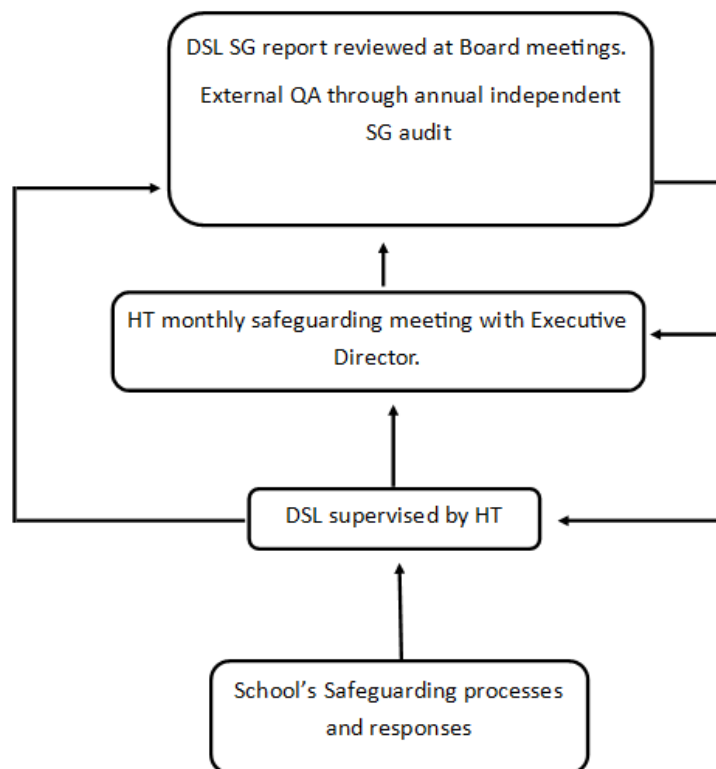 DSL SG report reviewed at Board meetings.
External QA through annual independent
SG audit
HT monthly safeguarding meeting with Executive
Director.
DSL supervised by HT
School’s Safeguarding processes
and responses